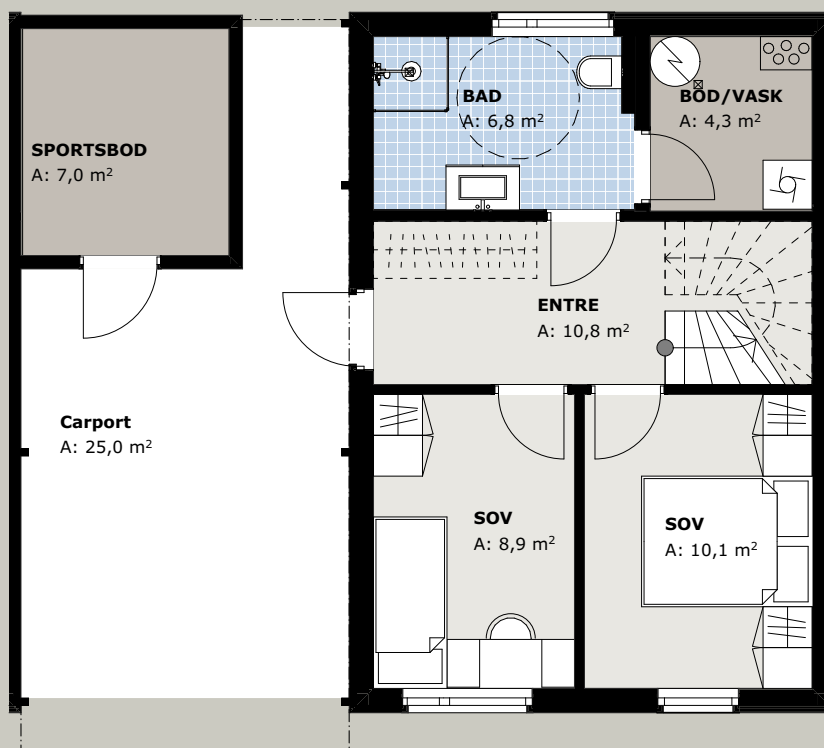 BAD
A: 6,8 m²
BOD/VASK
A: 4,3 m²
SPORTSBOD
A: 7,0 m²
ENTRE
A: 10,8 m²
Carport
A: 25,0 m²
SOV
A: 8,9 m²
SOV
A: 10,1 m²